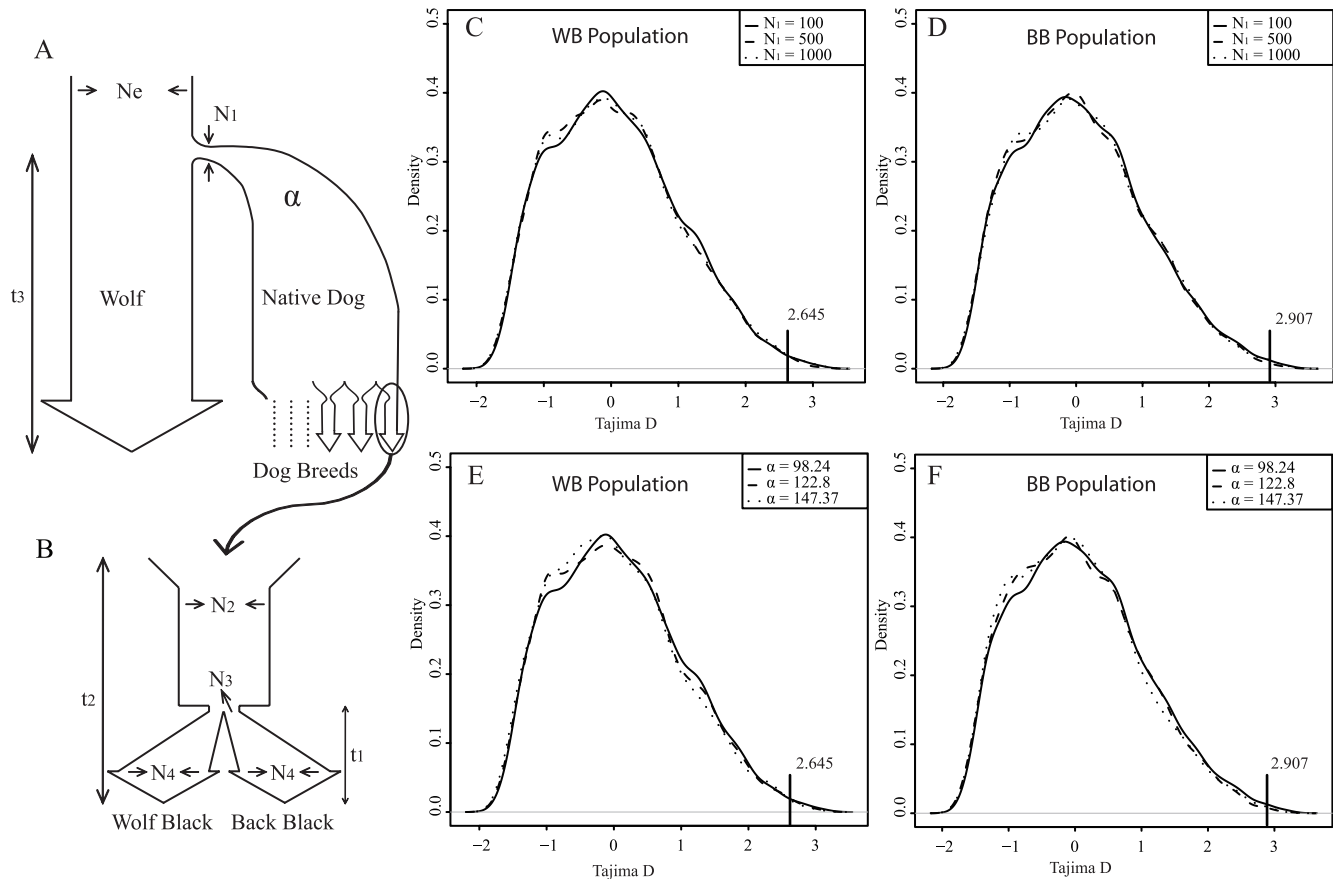 A
Ne
N1
α
t3
Wolf
Native Dog
Dog Breeds
B
N2
N3
t2
t1
N4
N4
Wolf Black
Back Black
C
WB Population
N1 = 100
N1 = 500
N1 = 1000
Density
0.5
0.4
0.3
0.2
0.1
0.0
2.645
−2 −1 0 1 2 3
Tajima D
D
BB Population
N1 = 100
N1 = 500
N1 = 1000
Density
0.5
0.4
0.3
0.2
0.1
0.0
2.907
−2 −1 0 1 2 3
Tajima D
E
WB Population
α = 98.24
α = 122.8
α = 147.37
Density
0.5
0.4
0.3
0.2
0.1
0.0
2.645
−2 −1 0 1 2 3
Tajima D
F
BB Population
α = 98.24
α = 122.8
α = 147.37
Density
0.5
0.4
0.3
0.2
0.1
0.0
2.907
−2 −1 0 1 2 3
Tajima D